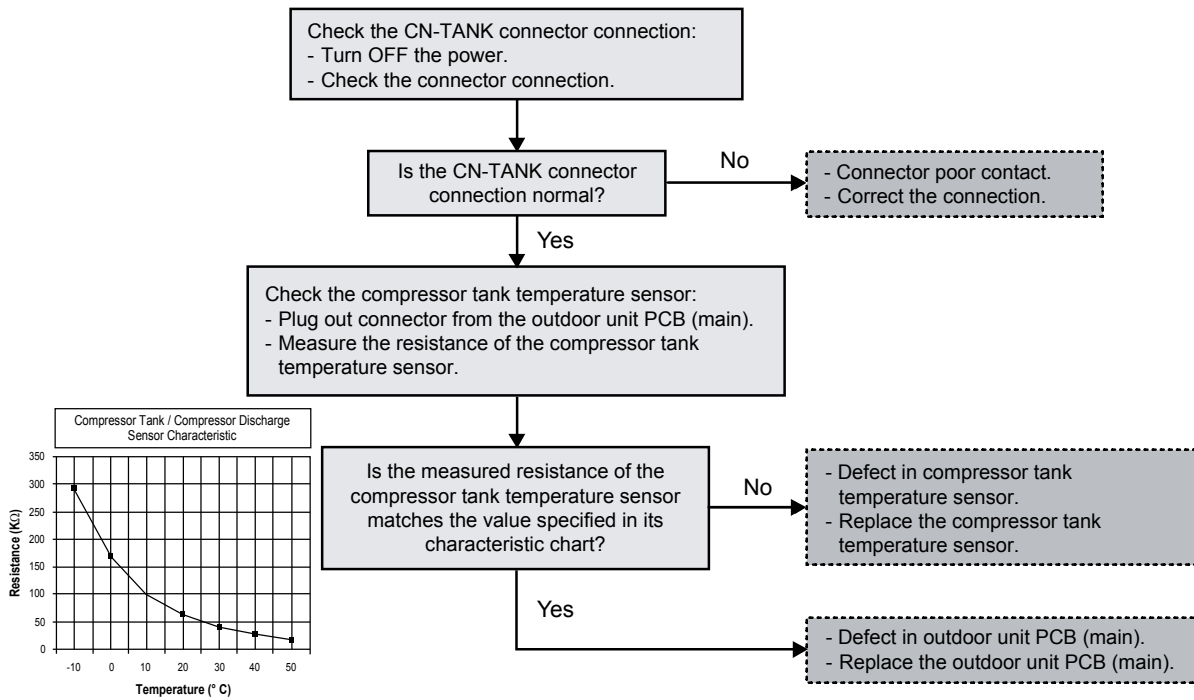 Check the CN-TANK connector connection:
- Turn OFF the power.
- Check the connector connection.
Is the CN-TANK connector
connection normal?
No
- Connector poor contact.
- Correct the connection.
Yes
Check the compressor tank temperature sensor:
- Plug out connector from the outdoor unit PCB (main).
- Measure the resistance of the compressor tank
temperature sensor.
Compressor Tank / Compressor Discharge
Sensor Characteristic
Resistance (KΩ)
350
300
250
200
150
100
50
0
-10 0 10 20 30 40 50
Temperature (° C)
Is the measured resistance of the
compressor tank temperature sensor
matches the value specified in its
characteristic chart?
No
- Defect in compressor tank
temperature sensor.
- Replace the compressor tank
temperature sensor.
Yes
- Defect in outdoor unit PCB (main).
- Replace the outdoor unit PCB (main).